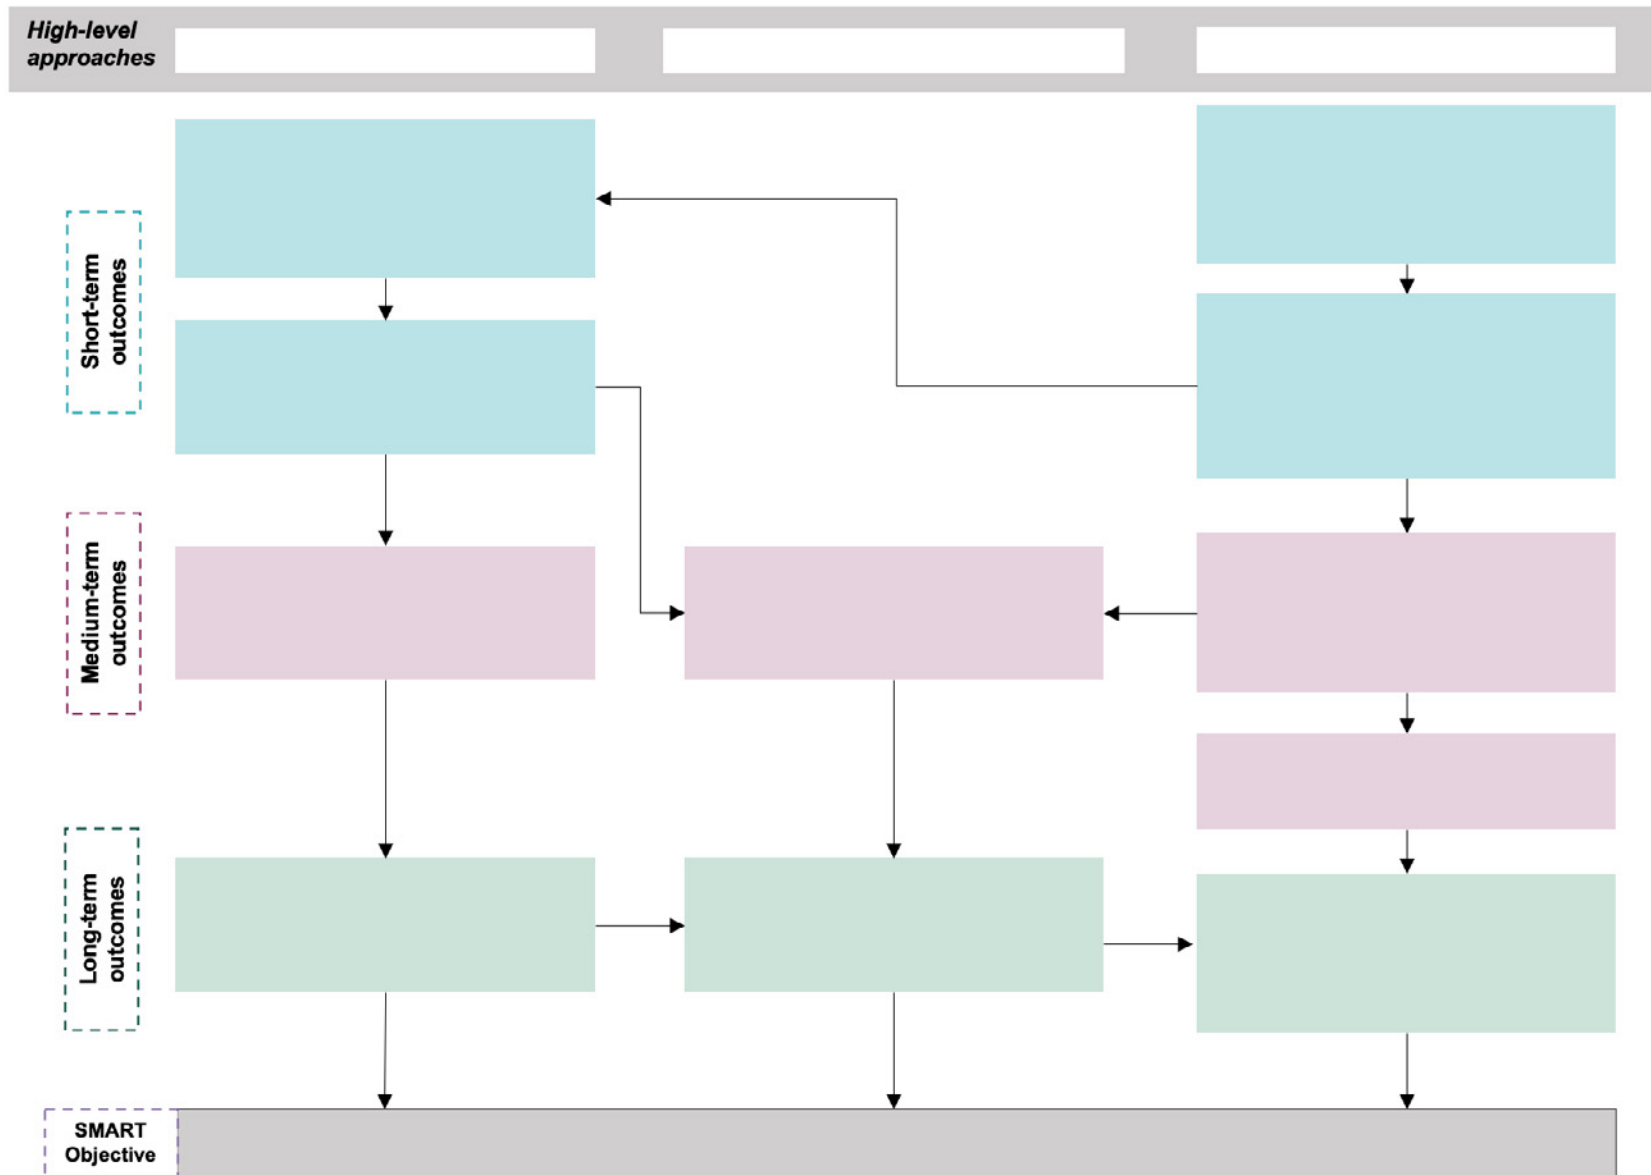 High-level
approaches
Short-term
outcomes
Medium-term
outcomes
Long-term
outcomes
SMART
Objective